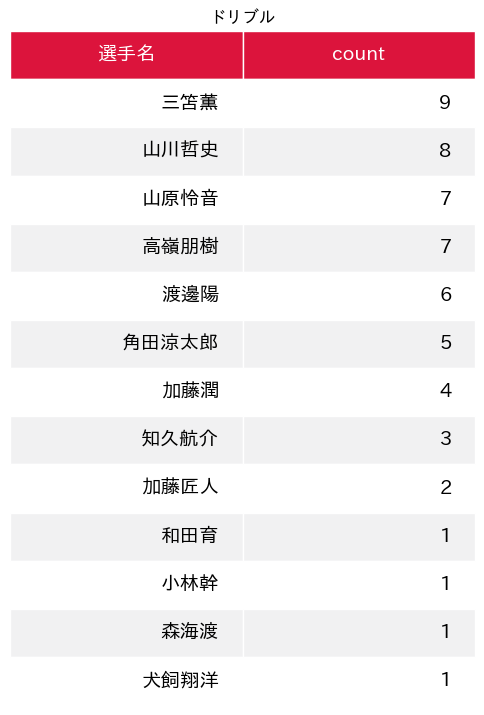 ドリブル
選手名 count
三笘薫 9
山川哲史 8
山原怜音 7
高嶺朋樹 7
渡邊陽 6
角田涼太郎 5
加藤潤 4
知久航介 3
加藤匠人 2
和田育 1
小林幹 1
森海渡 1
犬飼翔洋 1